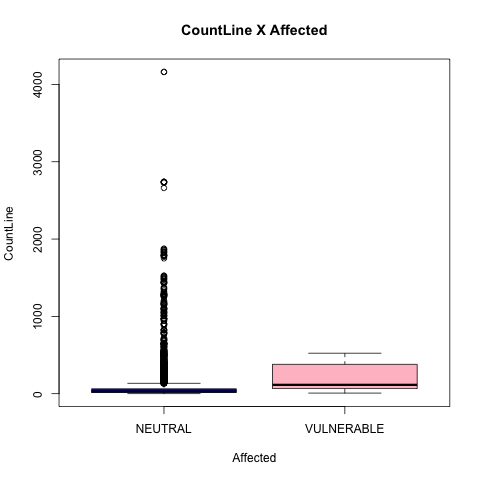 CountLine X Affected
CountLine
4000
3000
2000
1000
0
NEUTRAL
VULNERABLE
Affected